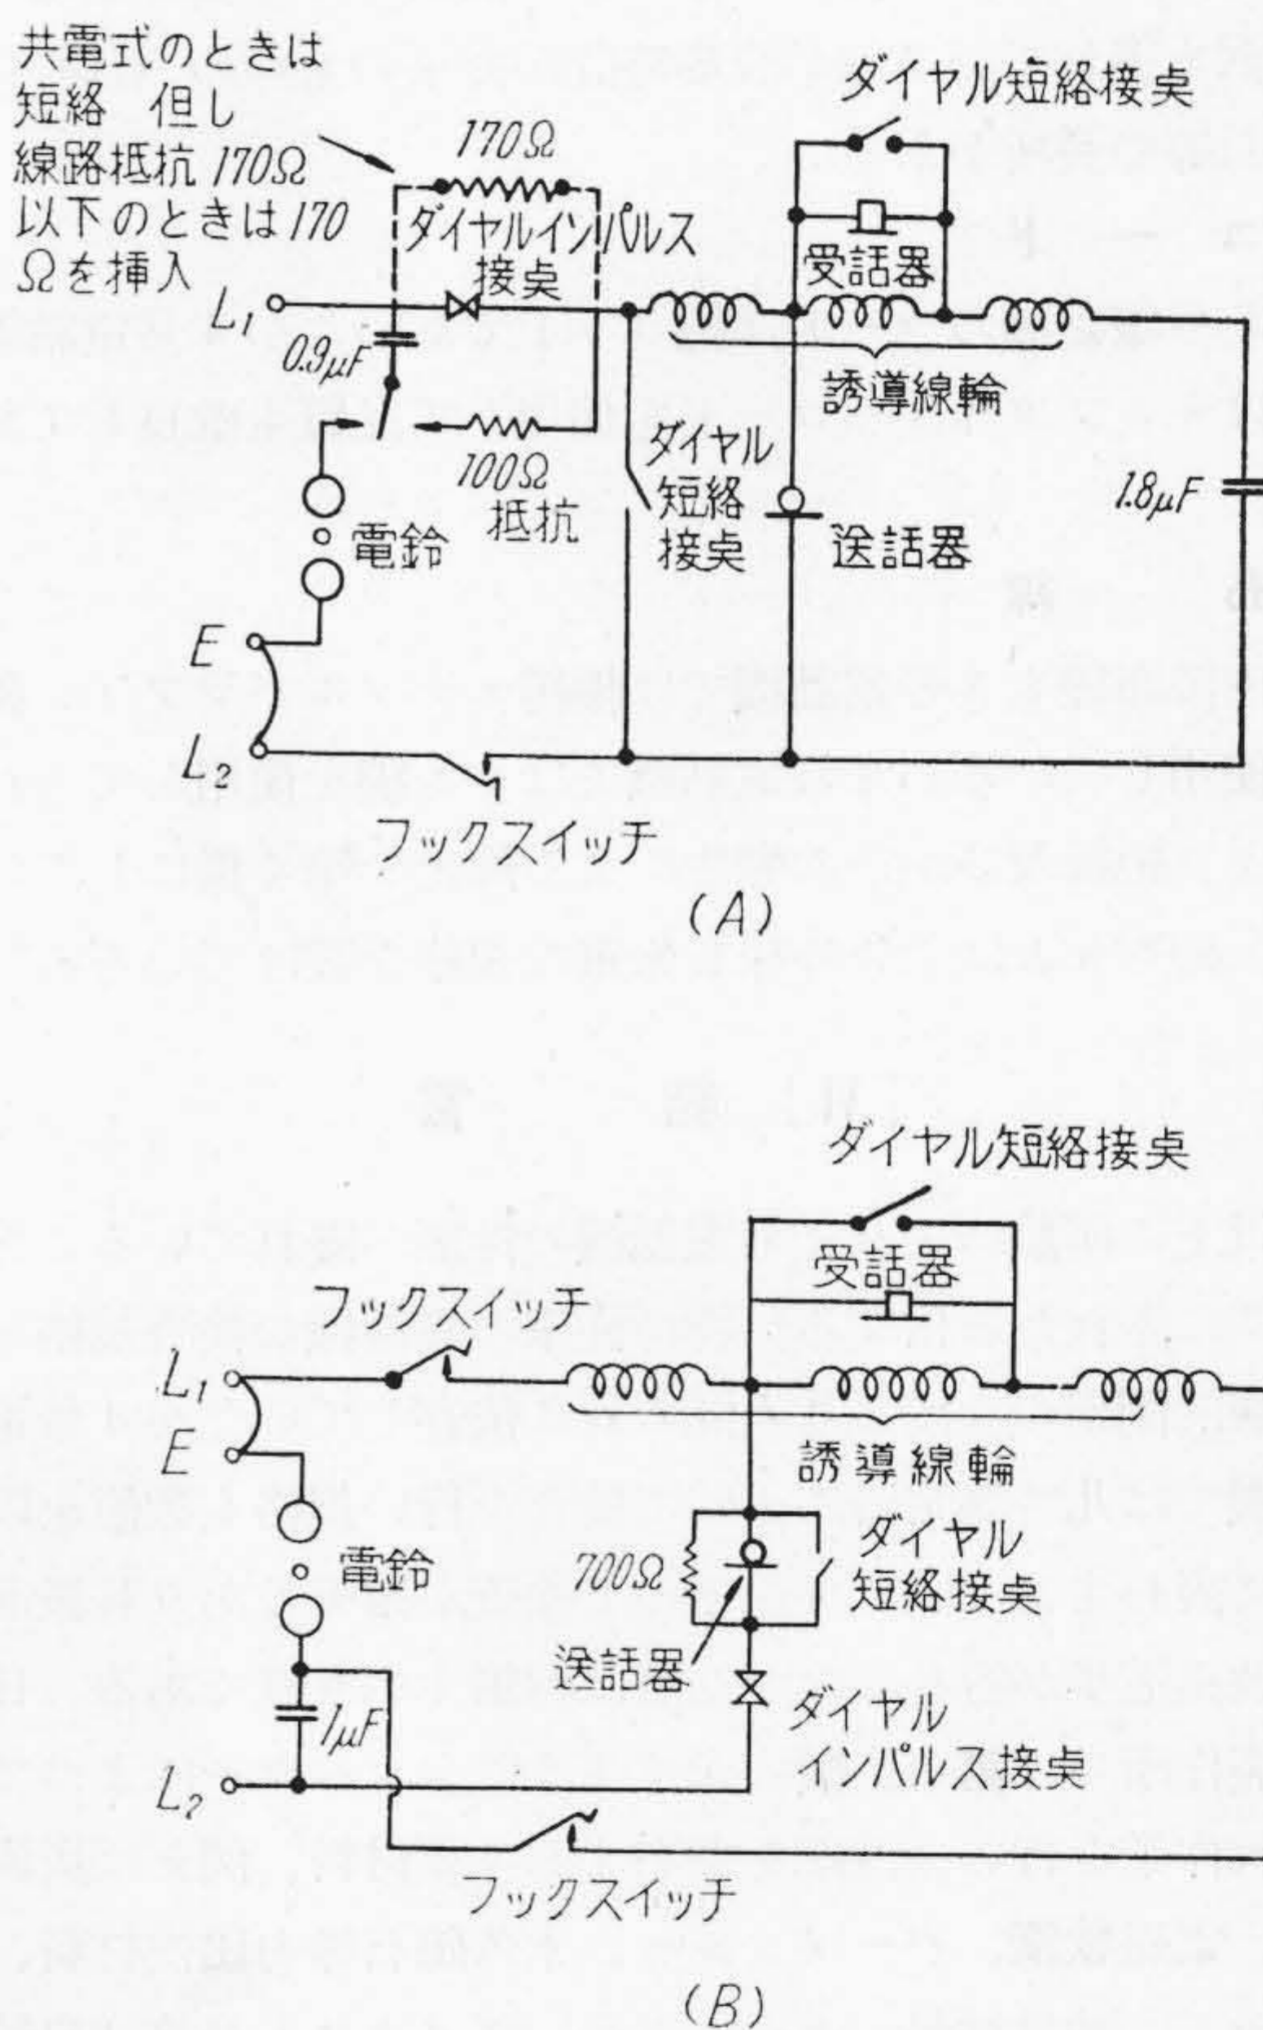 共電式のときは
短絡 但し
線路抵抗 170Ω
以下のときは 170
Ωを挿入
170Ω
ダイヤル短絡接点
ダイヤルインパルス
接点
受話器
L₁
0.9μF
誘導線輪
100Ω
抵抗
ダイヤル
短絡
接点
1.8μF
電鈴
送話器
E
L₂
フックスイッチ
(A)
ダイヤル短絡接点
受話器
フックスイッチ
L₁
E
誘導線輪
電鈴
700Ω
ダイヤル
短絡接点
送話器
1μF
ダイヤル
インパルス接点
L₂
フックスイッチ
(B)